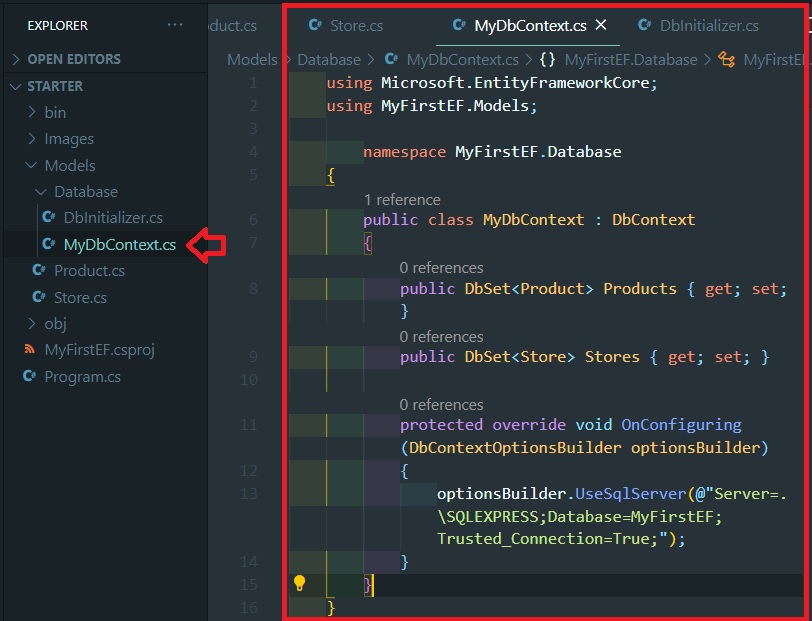 EXPLORER
···
OPEN EDITORS
STARTER
bin
Images
Models
Database
DbInitializer.cs
MyDbContext.cs
Product.cs
Store.cs
obj
MyFirstEF.csproj
Program.cs
duct.cs
Store.cs
MyDbContext.cs
DbInitializer.cs
Models > Database > MyDbContext.cs > {} MyFirstEF.Database > MyFirstEF
1 using Microsoft.EntityFrameworkCore;
2 using MyFirstEF.Models;
3
4 namespace MyFirstEF.Database
5 {
1 reference
6 public class MyDbContext : DbContext
7 {
0 references
8 public DbSet<Product> Products { get; set;
}
0 references
9 public DbSet<Store> Stores { get; set; }
10
0 references
11 protected override void OnConfiguring
(DbContextOptionsBuilder optionsBuilder)
12 {
13 optionsBuilder.UseSqlServer(@"Server=.
\SQLEXPRESS;Database=MyFirstEF;
Trusted_Connection=True;");
14 }
15 }
16 }